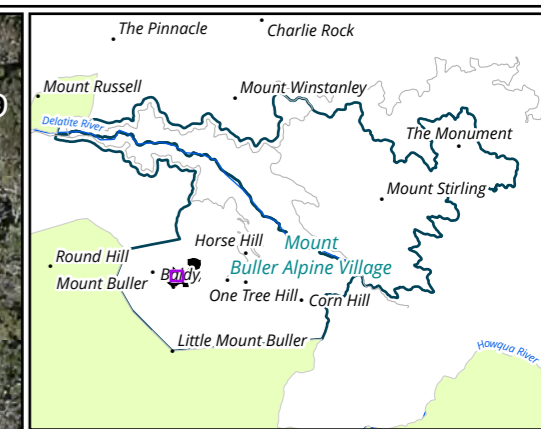 The Pinnacle
Charlie Rock
Mount Russell
Mount Winstanley
Delatite River
The Monument
Mount Stirling
Horse Hill
Mount
Buller Alpine Village
Round Hill
Baldy
Mount Buller
One Tree Hill
Corn Hill
Little Mount Buller
Howqua River